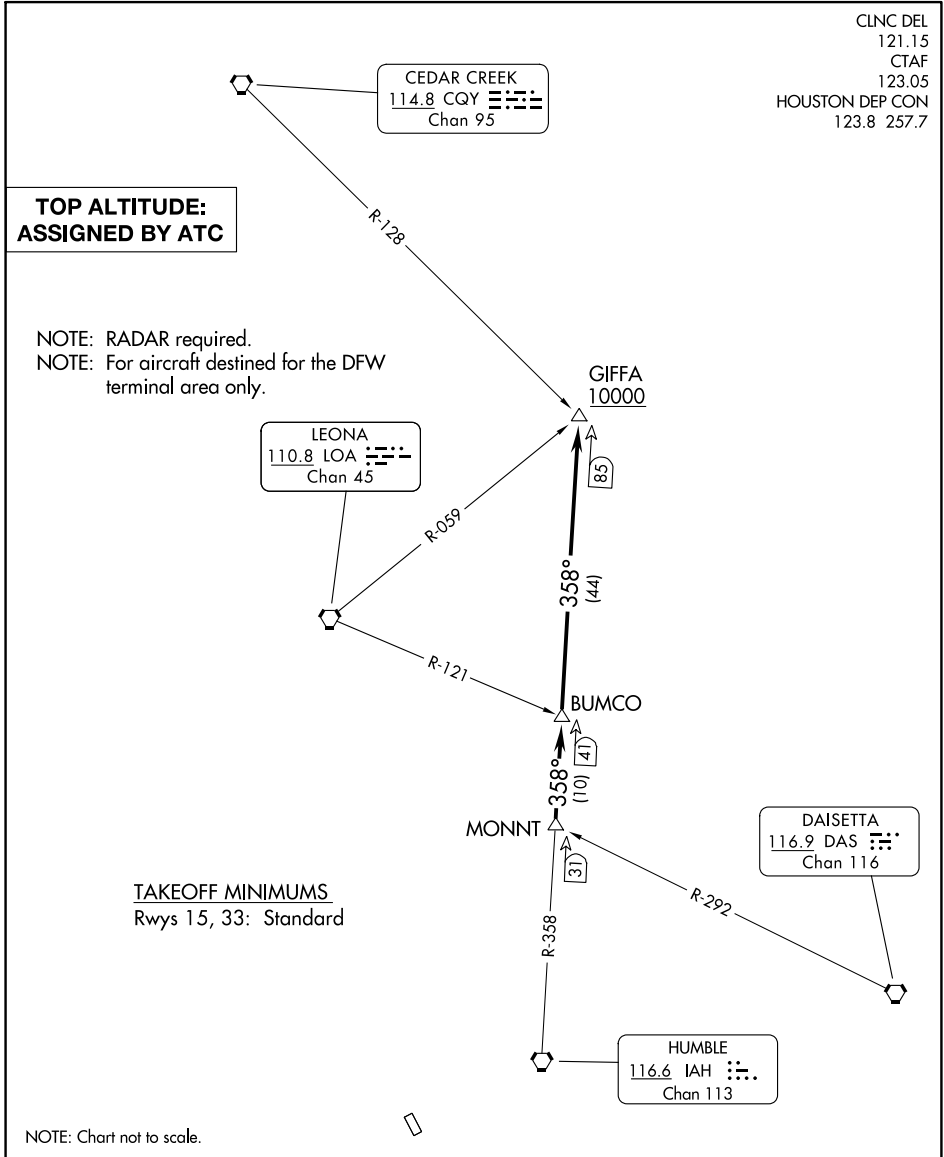 CLNC DEL
121.15
CTAF
123.05
HOUSTON DEP CON
123.8 257.7
CEDAR CREEK
114.8 CQY
Chan 95
TOP ALTITUDE:
ASSIGNED BY ATC
R-128
NOTE: RADAR required.
NOTE: For aircraft destined for the DFW
terminal area only.
GIFFA
10000
LEONA
110.8 LOA
Chan 45
85
R-059
358°
(44)
R-121
BUMCO
41
358°
(10)
MONNT
31
DAISETTA
116.9 DAS
Chan 116
R-292
TAKEOFF MINIMUMS
Rwys 15, 33: Standard
R-358
HUMBLE
116.6 IAH
Chan 113
NOTE: Chart not to scale.